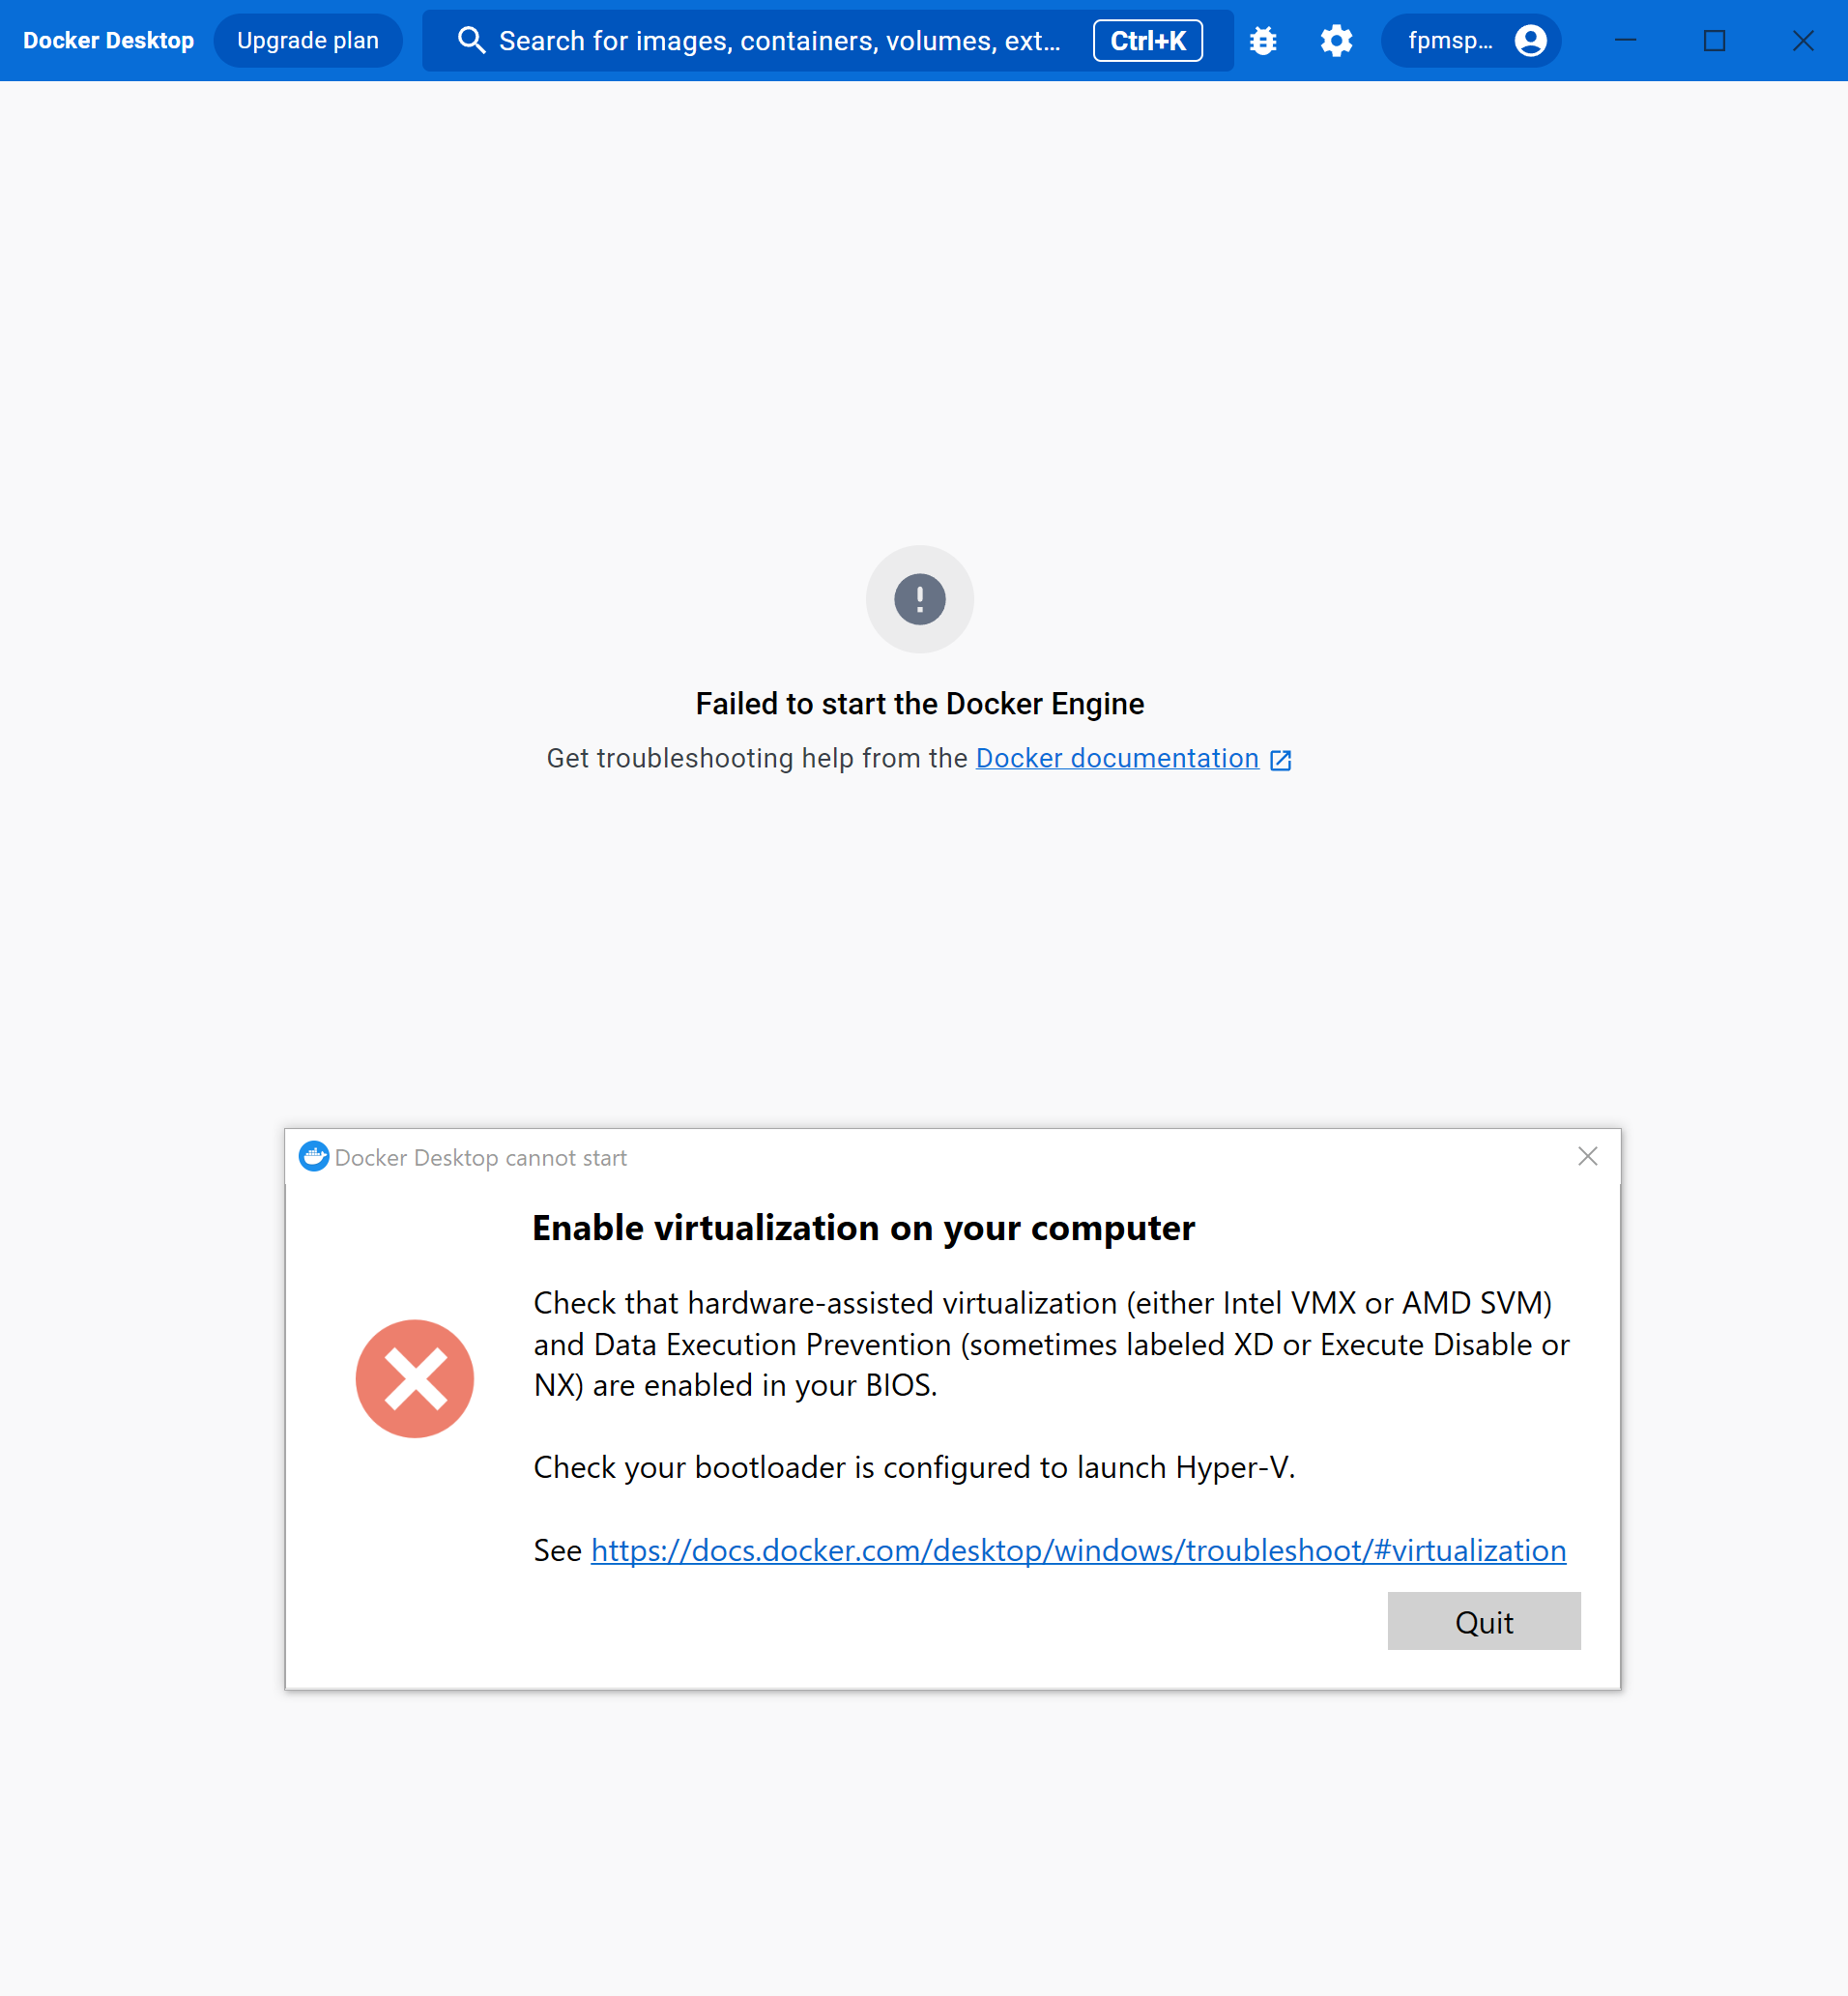 Docker Desktop
Upgrade plan
Search for images, containers, volumes, ext...
Ctrl+K
fpmsp...
Failed to start the Docker Engine
Get troubleshooting help from the Docker documentation
Docker Desktop cannot start
Enable virtualization on your computer
Check that hardware-assisted virtualization (either Intel VMX or AMD SVM)
and Data Execution Prevention (sometimes labeled XD or Execute Disable or
NX) are enabled in your BIOS.
Check your bootloader is configured to launch Hyper-V.
See https://docs.docker.com/desktop/windows/troubleshoot/#virtualization
Quit